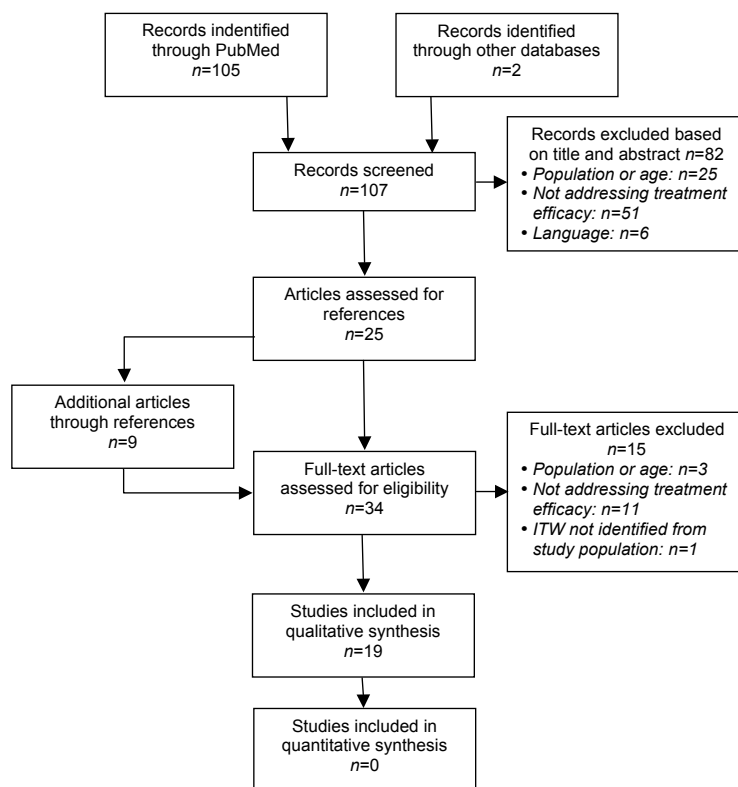 Records indentified
through PubMed
n=105
Records identified
through other databases
n=2
Records screened
n=107
Records excluded based
on title and abstract n=82
• Population or age: n=25
• Not addressing treatment
efficacy: n=51
• Language: n=6
Articles assessed for
references
n=25
Additional articles
through references
n=9
Full-text articles
assessed for eligibility
n=34
Full-text articles excluded
n=15
• Population or age: n=3
• Not addressing treatment
efficacy: n=11
• ITW not identified from
study population: n=1
Studies included in
qualitative synthesis
n=19
Studies included in
quantitative synthesis
n=0